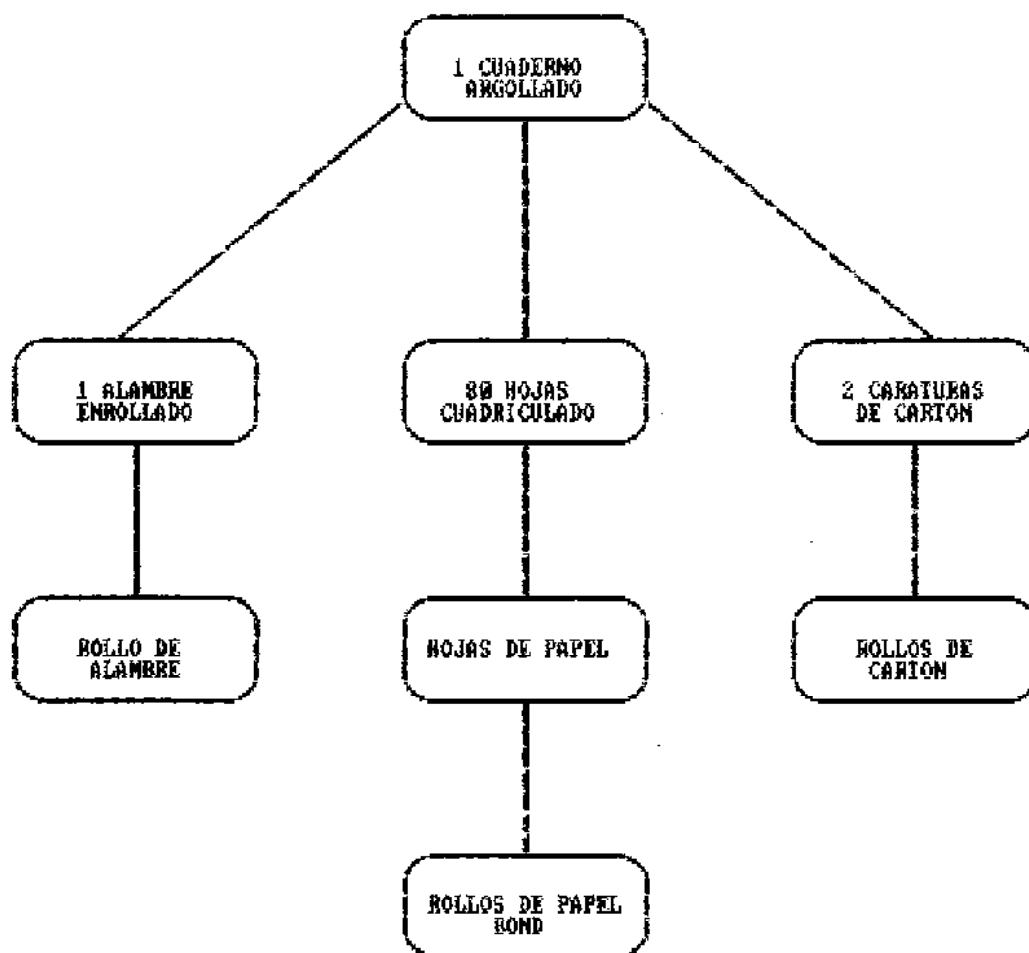 1 CUADERNO
ARGOLLADO
1 ALAMBRE
ENROLLADO
80 HOJAS
CUADRICULADO
2 CARATURAS
DE CARTON
ROLLO DE
ALAMBRE
HOJAS DE PAPEL
ROLLOS DE
CARTON
ROLLOS DE PAPEL
BOND